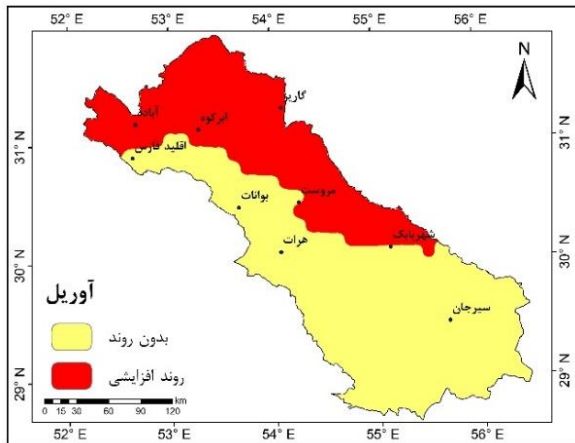 52° E 53° E 54° E 55° E 56° E
N
گاریز
آباده
ابرکوه
31° N
31° N
اقلید فارس
مروست
بوانات
شهربابک
هرات
30° N
30° N
آوریل
سیرجان
بدون روند
روند افزایشی
29° N
29° N
0 15 30 60 90 120 km
52° E 53° E 54° E 55° E 56° E